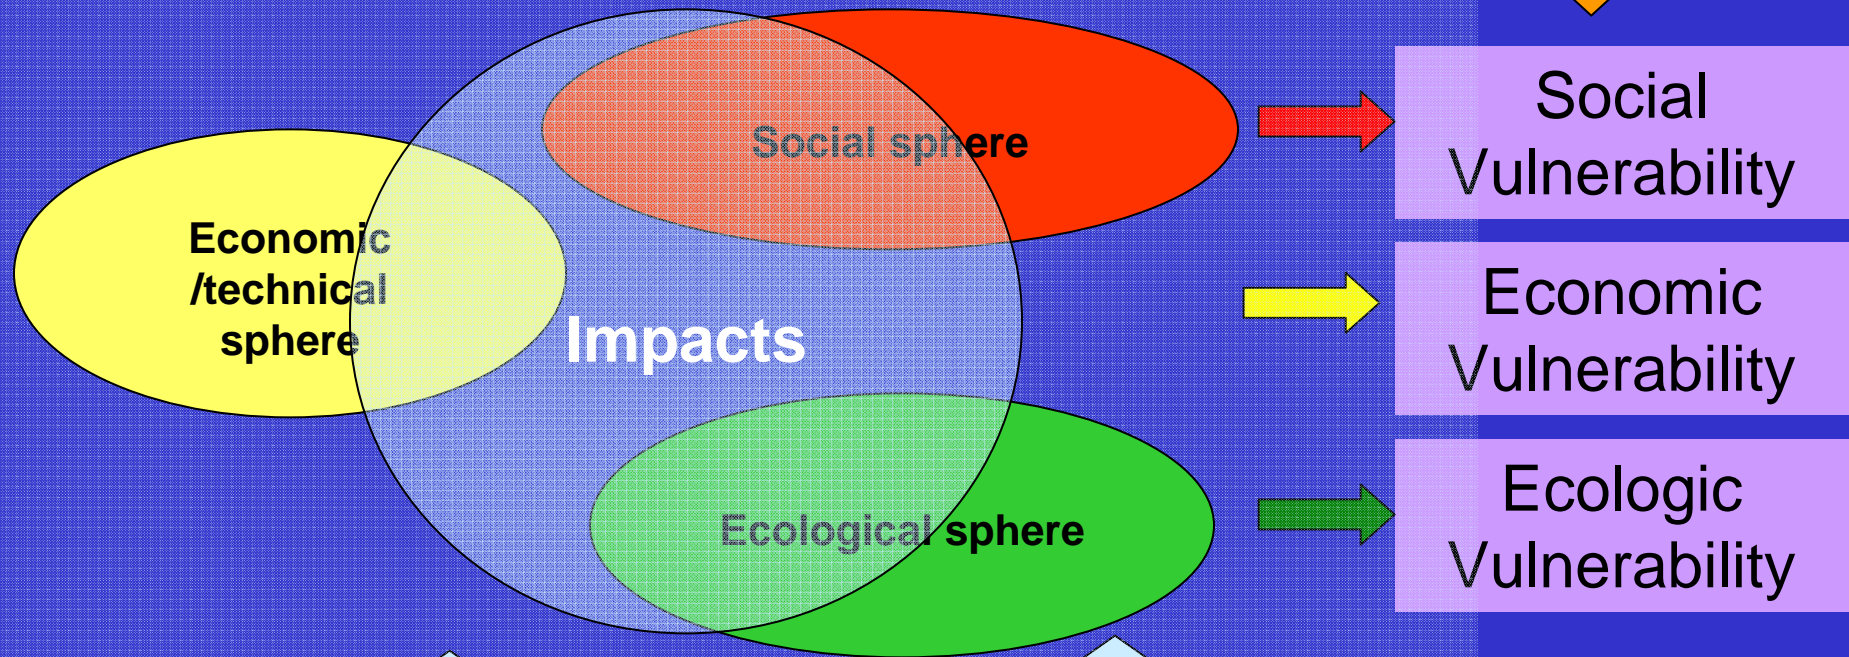 Social sphere
Economic
/technical
sphere
Impacts
Ecological sphere
Social
Vulnerability
Economic
Vulnerability
Ecologic
Vulnerability